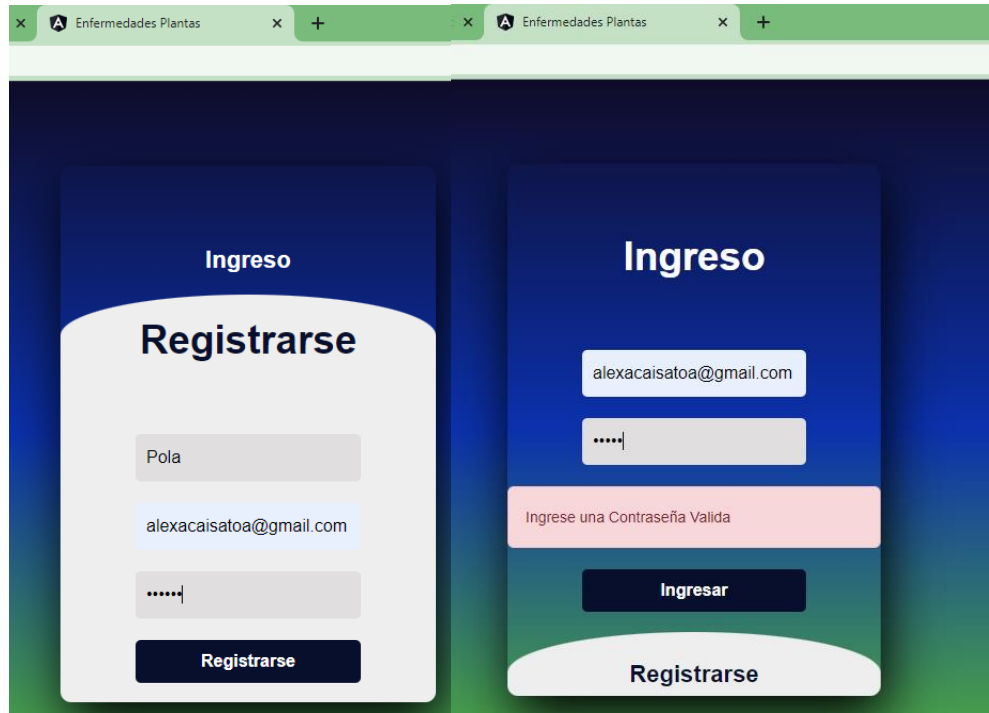 Enfermedades Plantas
Ingreso
Registrarse
Pola
alexacaisatoa@gmail.com
••••••
Registrarse
Enfermedades Plantas
Ingreso
alexacaisatoa@gmail.com
•••••
Ingrese una Contraseña Valida
Ingresar
Registrarse